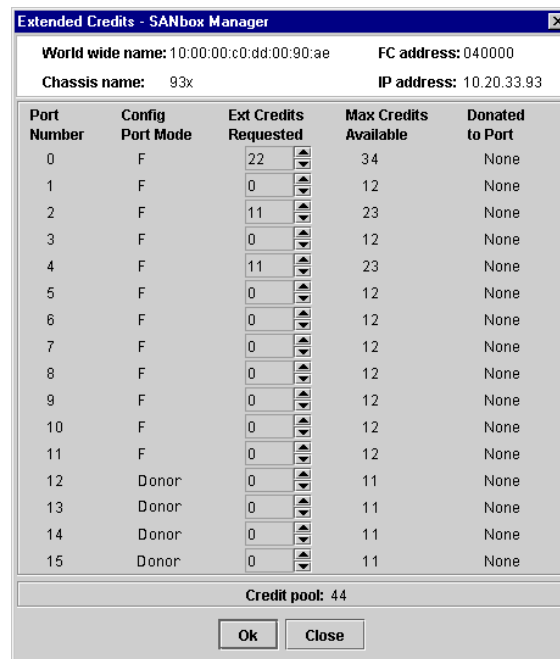 Extended Credits - SANbox Manager
World wide name: 10:00:00:c0:dd:00:90:ae FC address: 040000
Chassis name: 93x IP address: 10.20.33.93
Port Number Config Port Mode Ext Credits Requested Max Credits Available Donated to Port
0 F 22 34 None
1 F 0 12 None
2 F 11 23 None
3 F 0 12 None
4 F 11 23 None
5 F 0 12 None
6 F 0 12 None
7 F 0 12 None
8 F 0 12 None
9 F 0 12 None
10 F 0 12 None
11 F 0 12 None
12 Donor 0 11 None
13 Donor 0 11 None
14 Donor 0 11 None
15 Donor 0 11 None
Credit pool: 44
Ok Close